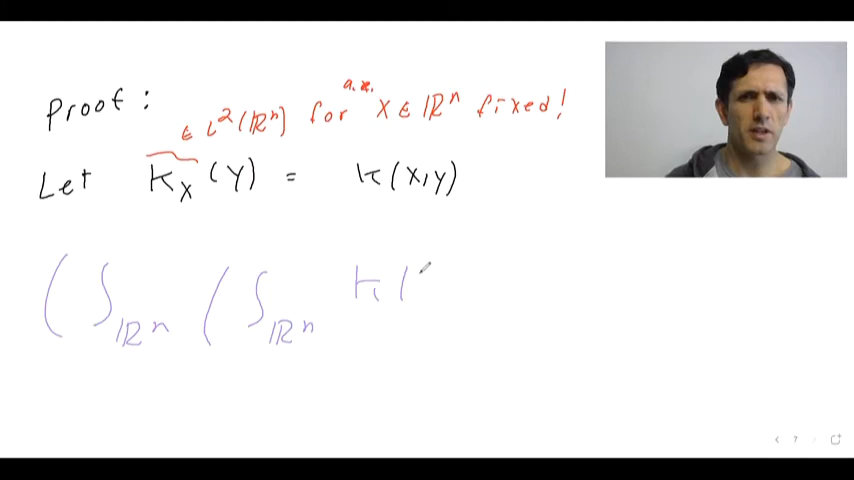 Proof :
∈ L²(ℝⁿ) for a.e. x ∈ ℝⁿ fixed!
Let K_x(y) = K(x,y)
( ∫_ℝⁿ ( ∫_ℝⁿ K(